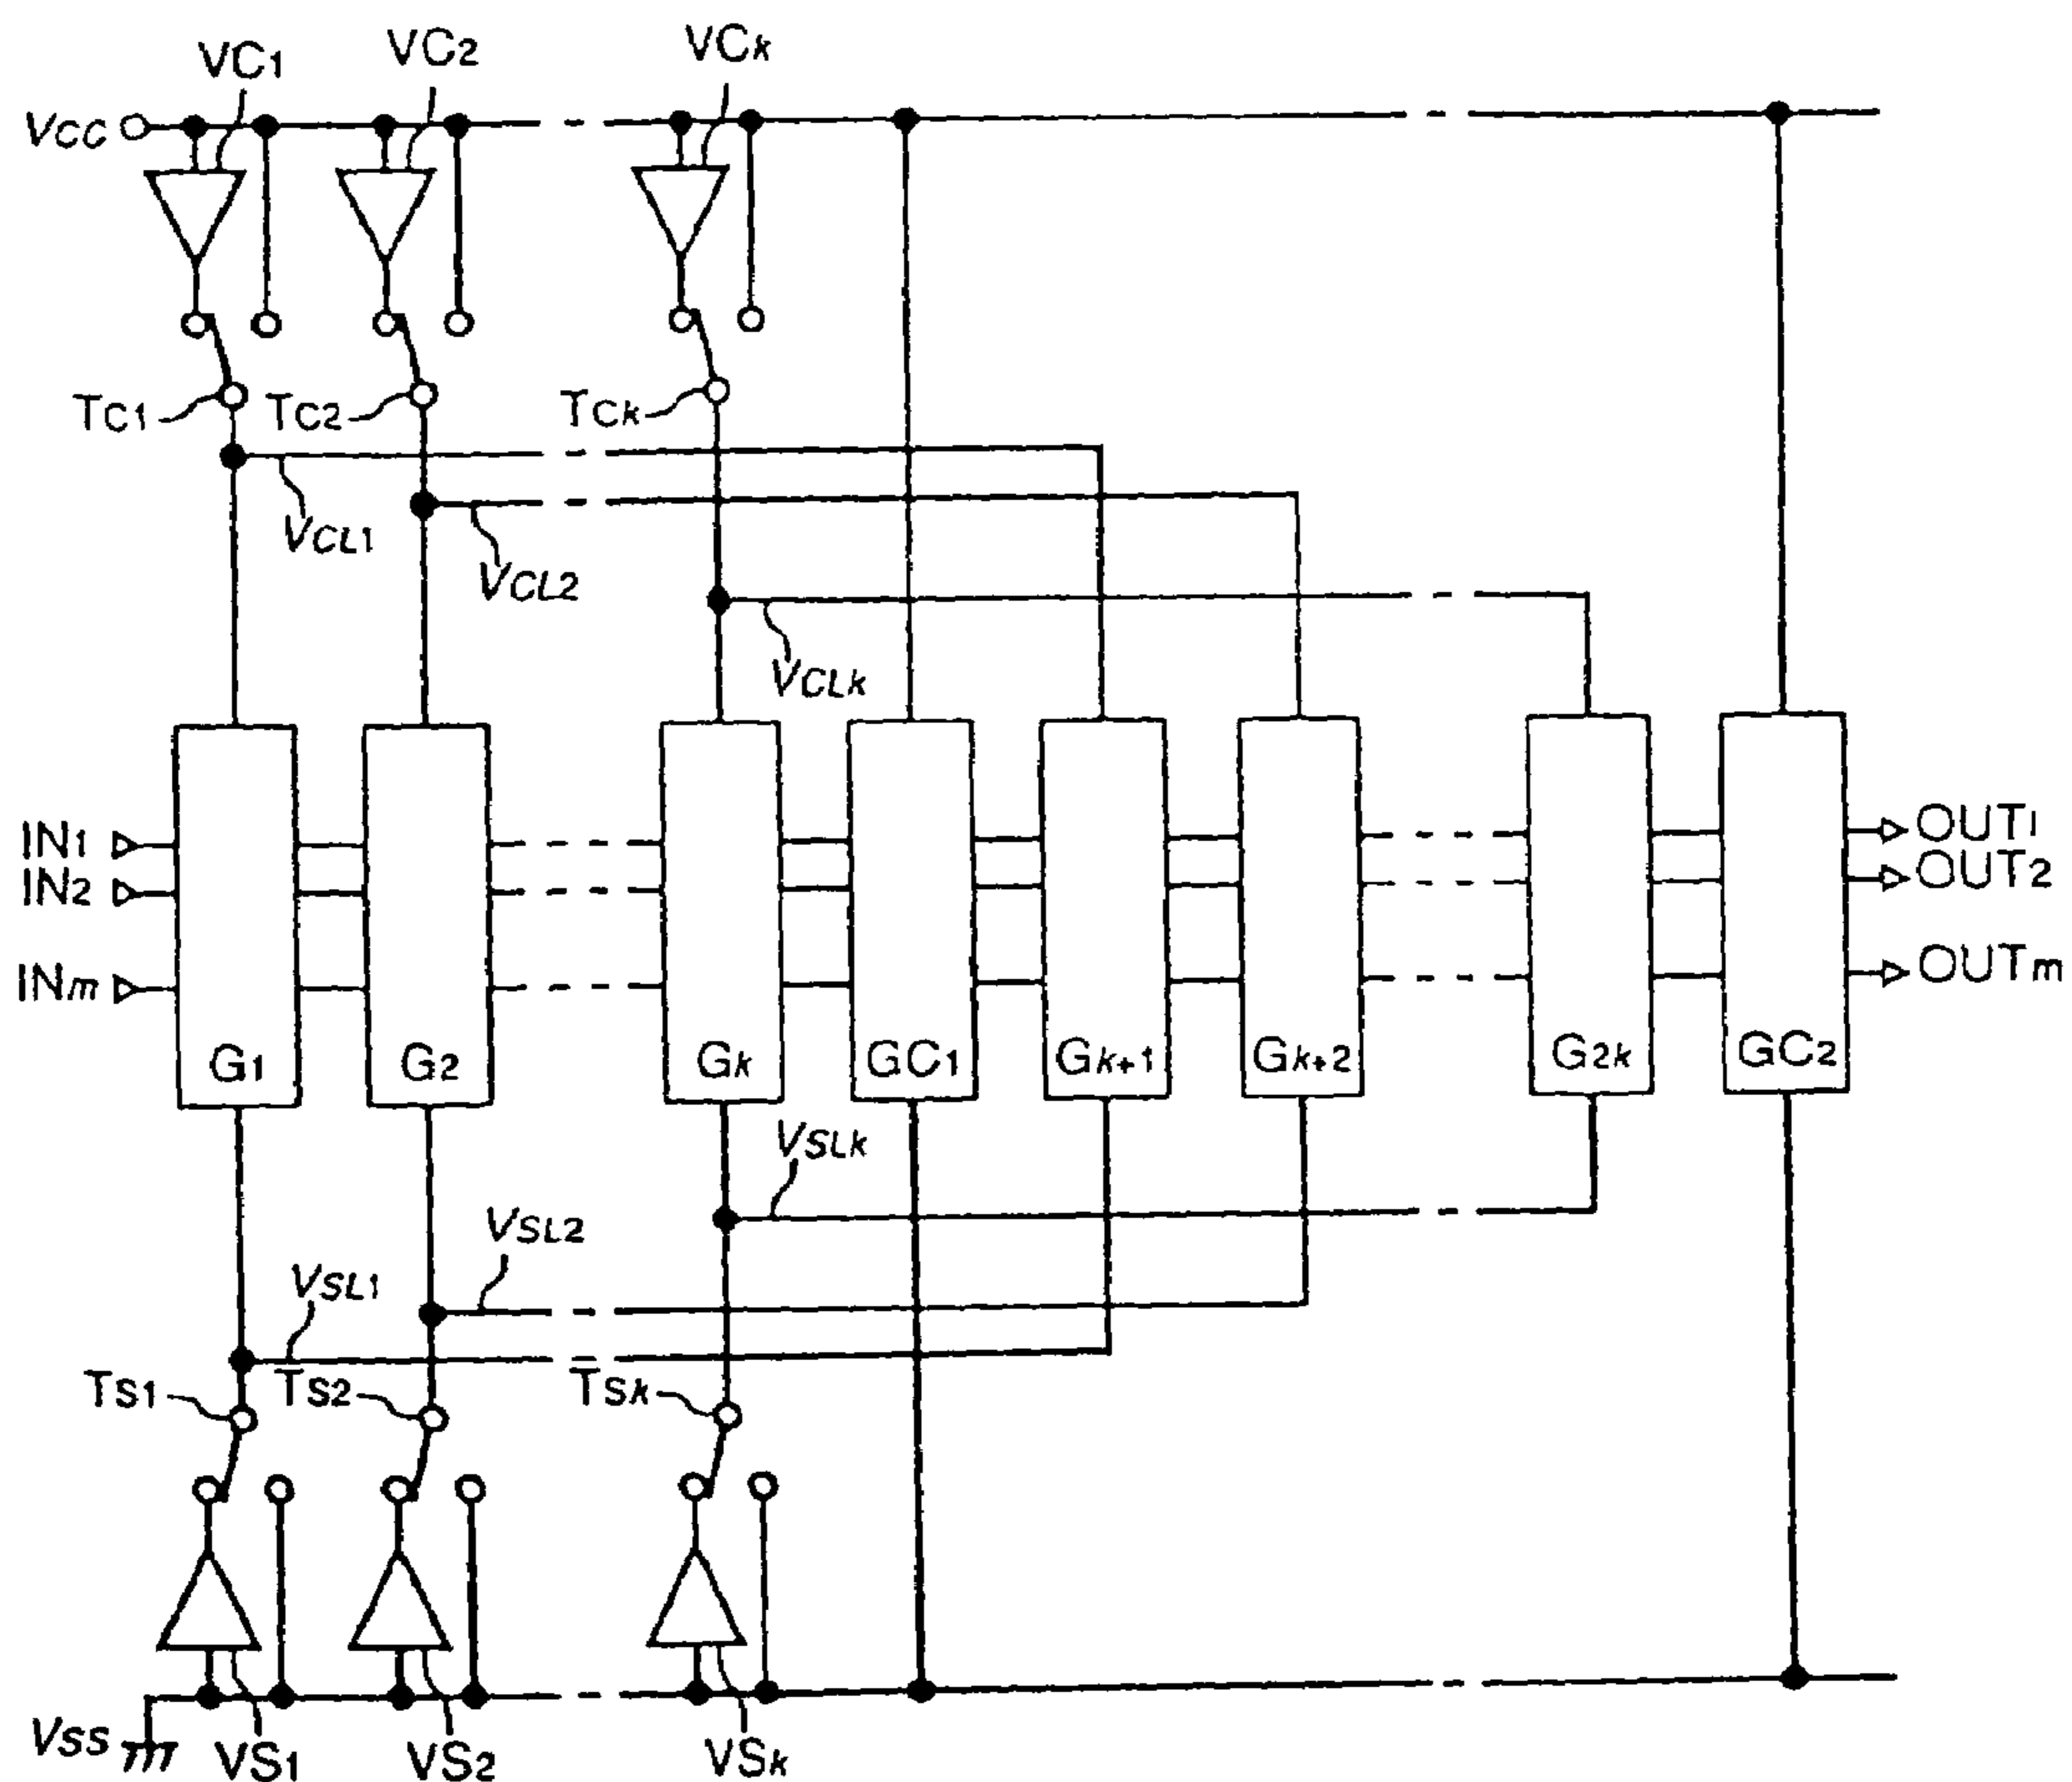 VC1 VC2 VCk
VCC
TC1 TC2 TCk
VCL1
VCL2
VCLk
IN1 OUT1
IN2 OUT2
INm OUTm
G1 G2 Gk GC1 Gk+1 Gk+2 G2k GC2
VSLk
VSL2
VSL1
TS1 TS2 TSk
VSS VS1 VS2 VSk